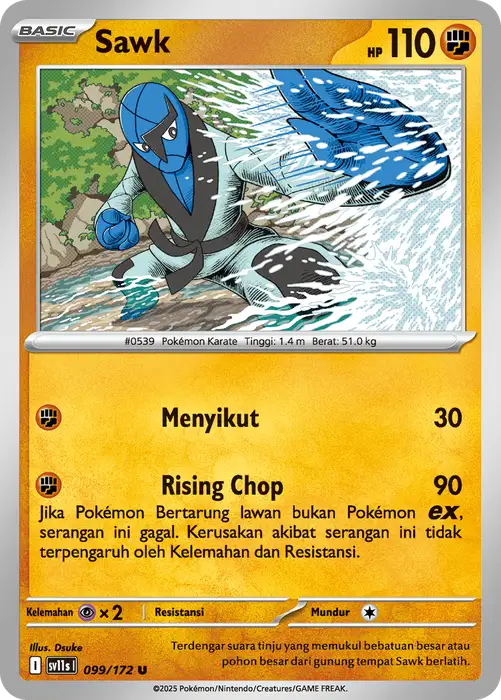 BASIC
Sawk
HP 110
#0539 Pokémon Karate Tinggi: 1.4 m Berat: 51.0 kg
Menyikut 30
Rising Chop 90
Jika Pokémon Bertarung lawan bukan Pokémon ex,
serangan ini gagal. Kerusakan akibat serangan ini tidak
terpengaruh oleh Kelemahan dan Resistansi.
Kelemahan ×2 Resistansi Mundur
Illus. Dsuke
Terdengar suara tinju yang memukul bebatuan besar atau
pohon besar dari gunung tempat Sawk berlatih.
I sv11s I 099/172 U
©2025 Pokémon/Nintendo/Creatures/GAME FREAK.